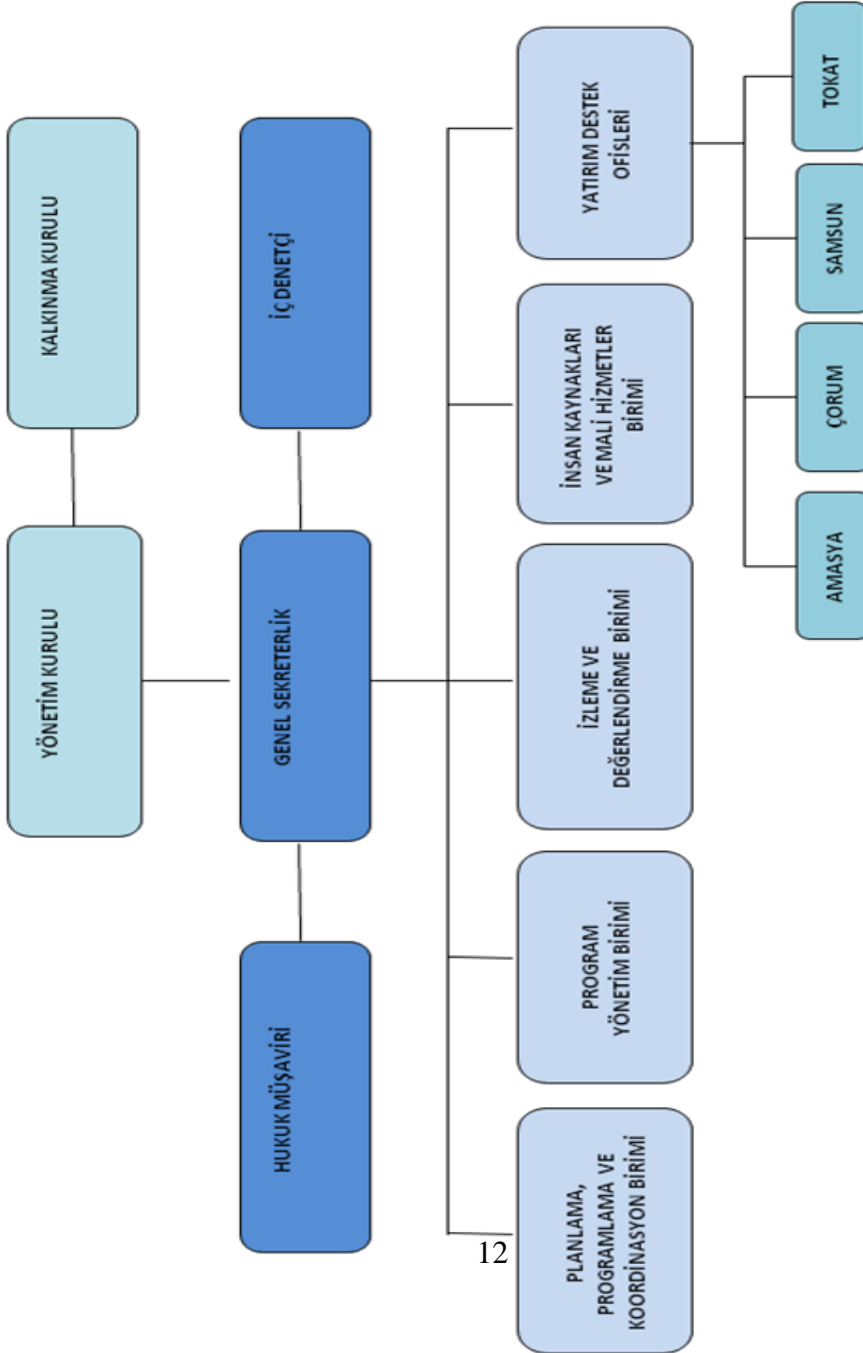 YÖNETİM KURULU
KALKINMA KURULU
HUKUK MÜŞAVİRİ
GENEL SEKRETERLİK
İÇ DENETÇİ
PLANLAMA,
PROGRAMLAMA VE
KOORDİNASYON BİRİMİ
PROGRAM
YÖNETİM BİRİMİ
İZLEME VE
DEĞERLENDİRME BİRİMİ
İNSAN KAYNAKLARI
VE MALİ HİZMETLER
BİRİMİ
YATIRIM DESTEK
OFİSLERİ
AMASYA
ÇORUM
SAMSUN
TOKAT
12